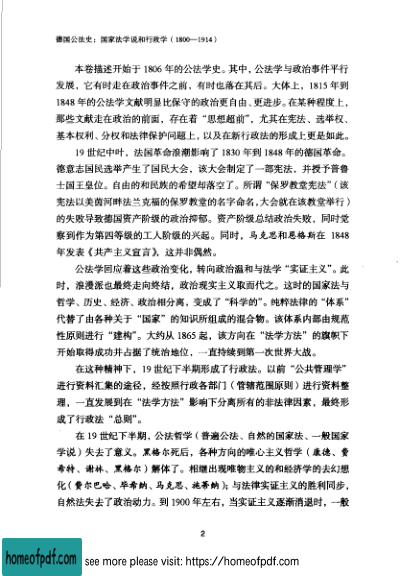 德国公法史：国家法学说和行政学（1800—1914）
本卷描述开始于 1806 年的公法学史。其中，公法学与政治事件平行
发展，它有时走在政治事件之前，有时也落在其后。大体上，1815 年到
1848 年的公法学文献明显比保守的政治更自由、更进步。在某种程度上，
那些文献走在政治的前面，存在着“思想超前”，尤其在宪法、选举权、
基本权利、分权和法律保护问题上，以及在新行政法的形成上更是如此。
19 世纪中叶，法国革命浪潮影响了 1830 年到 1848 年的德国革命。
德意志国民选举产生了国民大会，该大会制定了一部宪法，并授予普鲁
士国王皇位。自由的和民族的希望却落空了。所谓“保罗教堂宪法”（该
宪法以美茵河畔法兰克福的保罗教堂的名字命名，大会就在该教堂举行）
的失败导致德国资产阶级的政治抑郁。资产阶级总结政治失败，同时觉
察到作为第四等级的工人阶级的兴起。同时，马克思和恩格斯在 1848
年发表《共产主义宣言》，这并非偶然。
公法学回应着这些政治变化，转向政治温和与法学“实证主义”。此
时，浪漫派也最终走向终结，政治现实主义取而代之。这时的国家法与
哲学、历史、经济、政治相分离，变成了“科学的”。纯粹法律的“体系”
代替了由各种关于“国家”的知识所组成的混合物。该体系内部由规范
性原则进行“建构”。大约从 1865 起，该方向在“法学方法”的旗帜下
开始取得成功并占据了统治地位，一直持续到第一次世界大战。
在这种精神下，19 世纪下半期形成了行政法。以前“公共管理学”
进行资料汇集的途径，经按照行政各部门（管辖范围原则）进行资料整
理，一直发展到在“法学方法”影响下分离所有的非法律因素，最终形
成了行政法“总则”。
在 19 世纪下半期，公法哲学（普遍公法、自然的国家法、一般国家
学说）失去了意义。黑格尔死后，各种方向的唯心主义哲学（康德、费
希特、谢林、黑格尔）解体了。相继出现唯物主义的和经济学的去幻想
化（费尔巴哈、毕希纳、马克思、施蒂纳）；与法律实证主义的胜利同步，
自然法失去了政治动力。到 1900 年左右，当实证主义逐渐消退时，一般
2
homeofpdf.com
see more please visit: https://homeofpdf.com